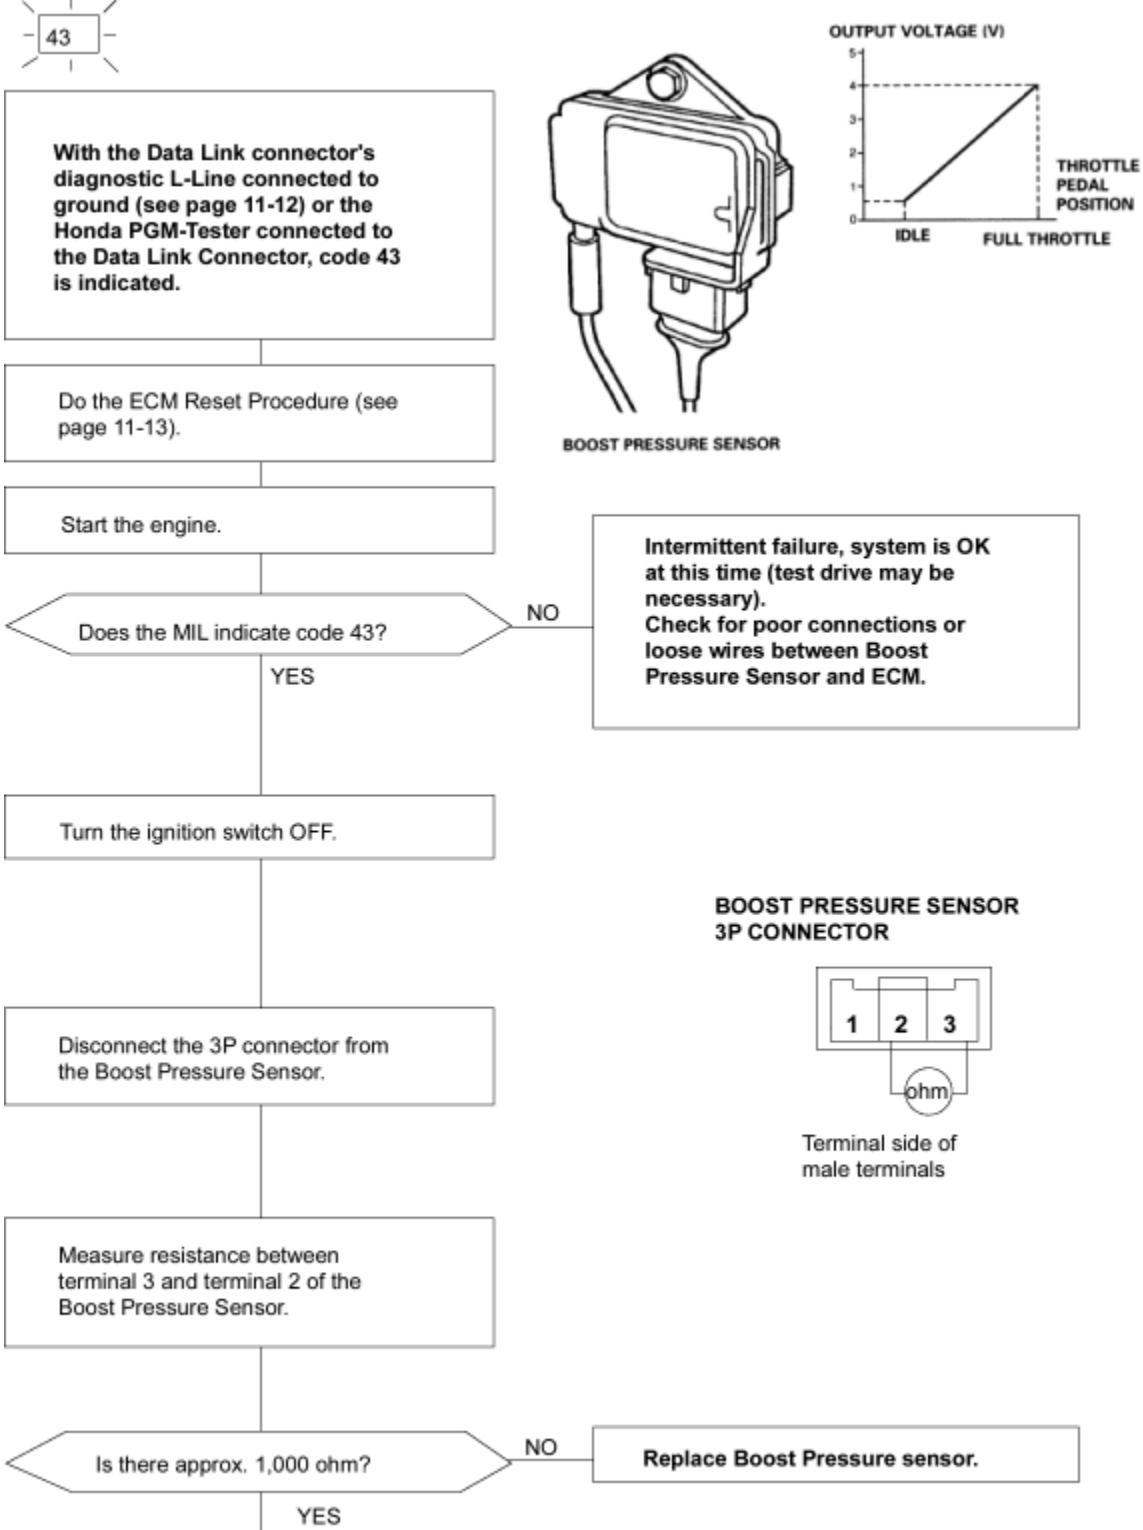 43
With the Data Link connector's
diagnostic L-Line connected to
ground (see page 11-12) or the
Honda PGM-Tester connected to
the Data Link Connector, code 43
is indicated.
BOOST PRESSURE SENSOR
OUTPUT VOLTAGE (V)
5
4
3
2
1
0
IDLE
FULL THROTTLE
THROTTLE
PEDAL
POSITION
Do the ECM Reset Procedure (see
page 11-13).
Start the engine.
Does the MIL indicate code 43?
NO
Intermittent failure, system is OK
at this time (test drive may be
necessary).
Check for poor connections or
loose wires between Boost
Pressure Sensor and ECM.
YES
Turn the ignition switch OFF.
Disconnect the 3P connector from
the Boost Pressure Sensor.
BOOST PRESSURE SENSOR
3P CONNECTOR
1 2 3
ohm
Terminal side of
male terminals
Measure resistance between
terminal 3 and terminal 2 of the
Boost Pressure Sensor.
Is there approx. 1,000 ohm?
NO
Replace Boost Pressure sensor.
YES